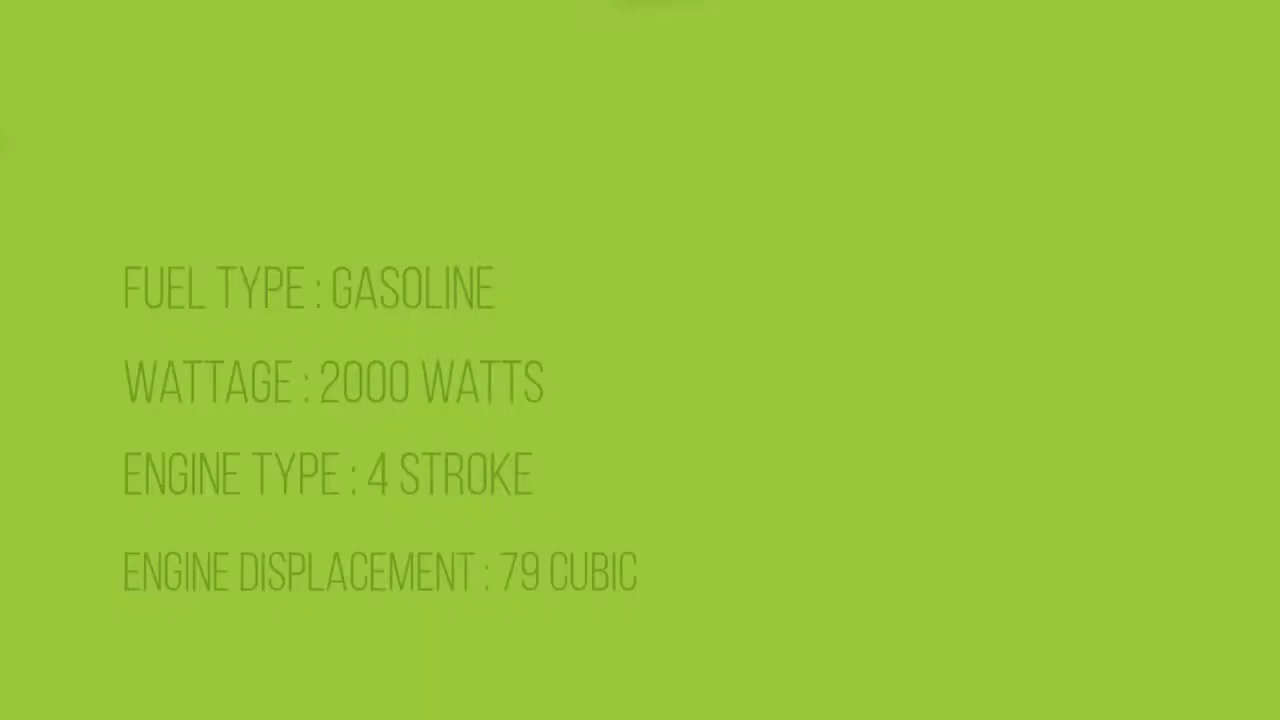 FUEL TYPE : GASOLINE
WATTAGE : 2000 WATTS
ENGINE TYPE : 4 STROKE
ENGINE DISPLACEMENT : 79 CUBIC